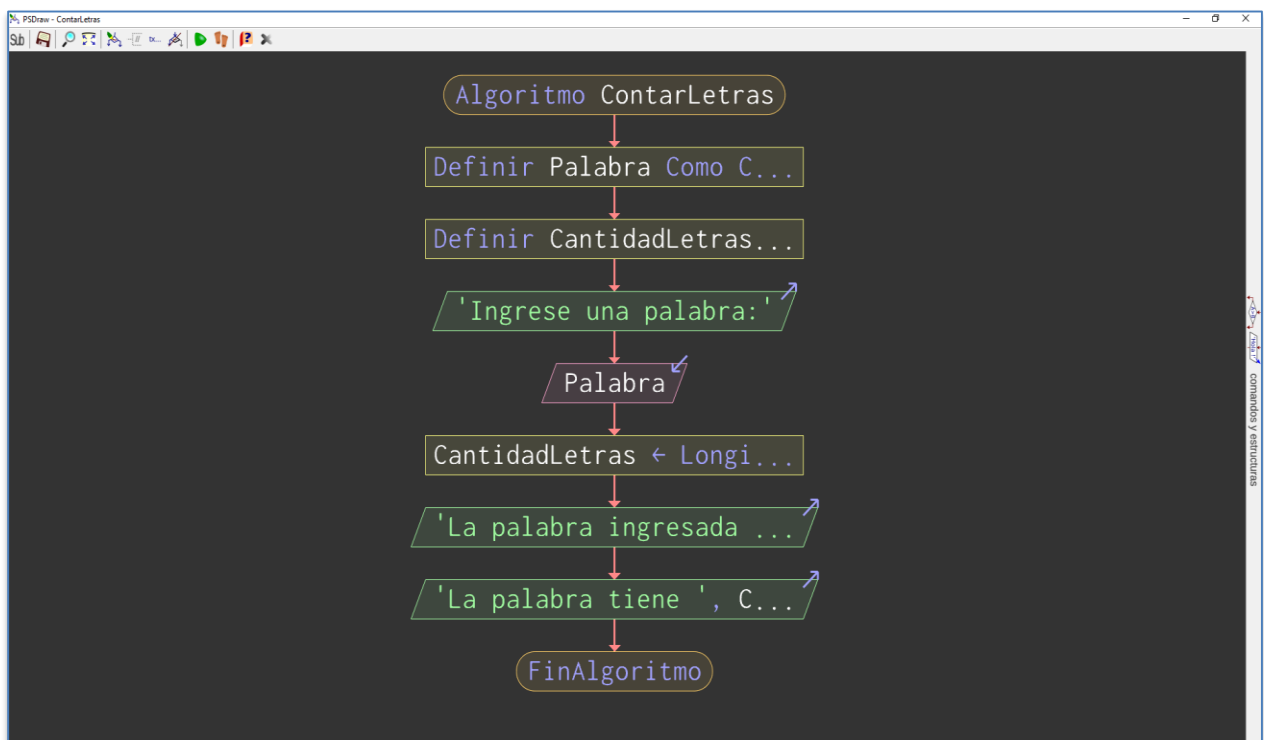 PSDraw - ContarLetras
Sub
Algoritmo ContarLetras
Definir Palabra Como C...
Definir CantidadLetras...
'Ingrese una palabra:'
Palabra
CantidadLetras ← Longi...
'La palabra ingresada ...
'La palabra tiene ', C...
FinAlgoritmo
comandos y estructuras